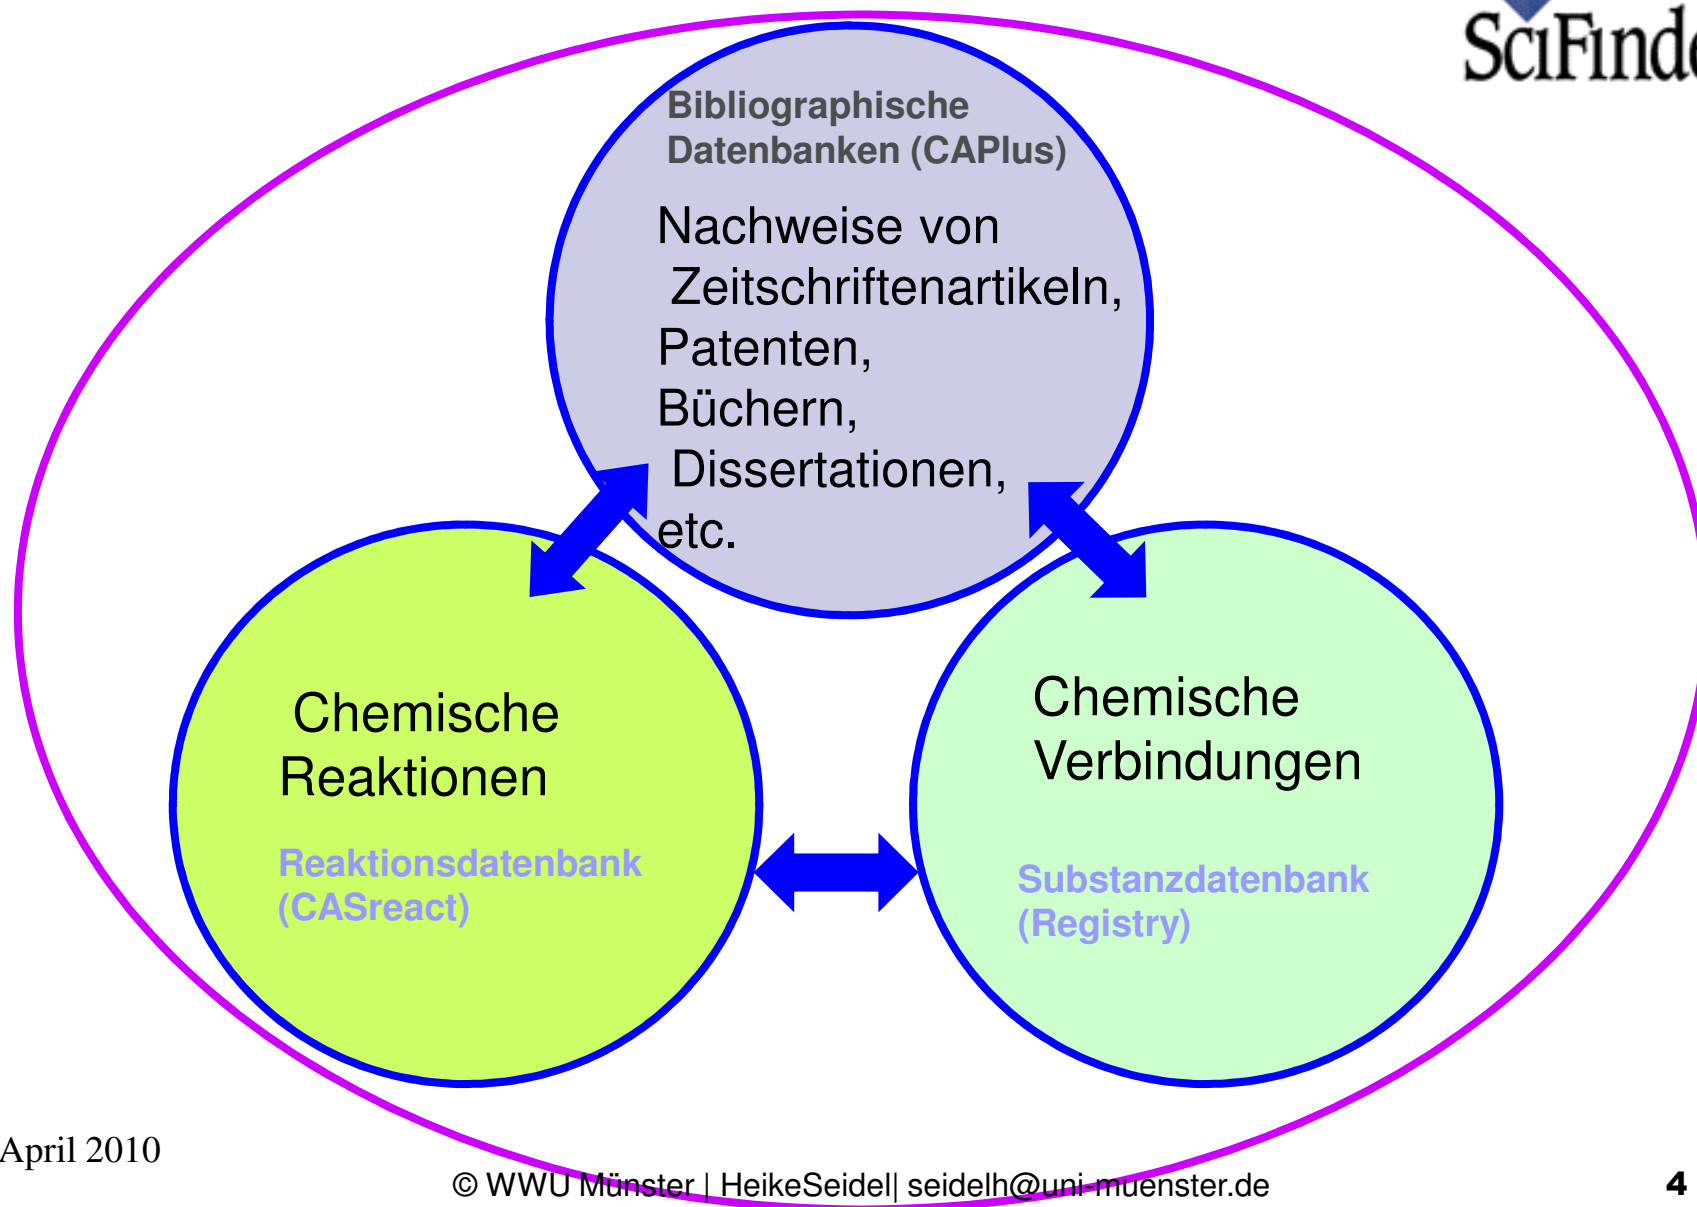 Bibliographische
Datenbanken (CAPlus)
Nachweise von
Zeitschriftenartikeln,
Patenten,
Büchern,
Dissertationen,
etc.
Chemische
Reaktionen
Reaktionsdatenbank
(CASreact)
Chemische
Verbindungen
Substanzdatenbank
(Registry)
April 2010
© WWU Münster | HeikeSeidel| seidelh@uni-muenster.de
4